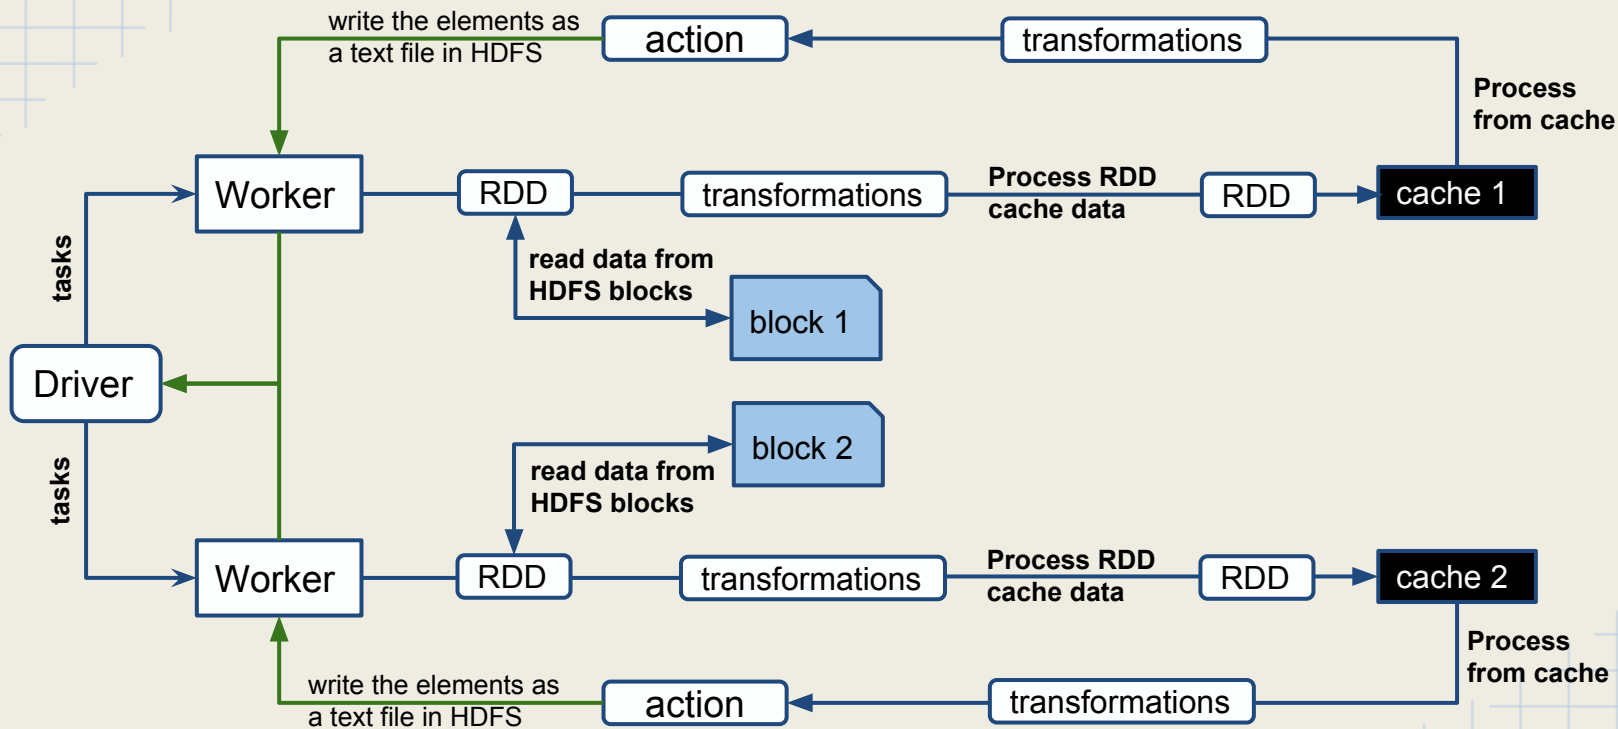 write the elements as
a text file in HDFS
action
transformations
Process
from cache
Worker
RDD
transformations
Process RDD
cache data
RDD
cache 1
tasks
read data from
HDFS blocks
block 1
Driver
block 2
read data from
HDFS blocks
tasks
Worker
RDD
transformations
Process RDD
cache data
RDD
cache 2
Process
from cache
write the elements as
a text file in HDFS
action
transformations